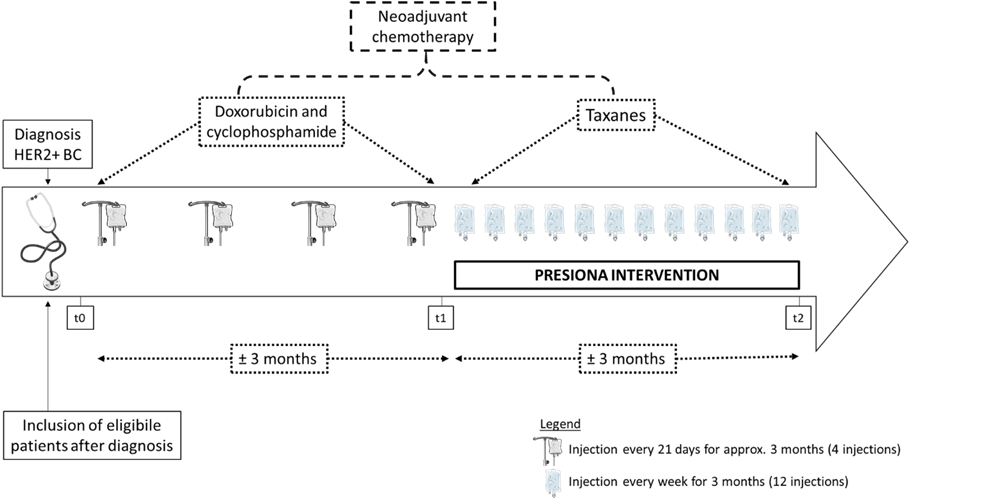 Neoadjuvant
chemotherapy
Doxorubicin and
cyclophosphamide
Taxanes
Diagnosis
HER2+ BC
PRESIONA INTERVENTION
t0
t1
t2
± 3 months
± 3 months
Inclusion of eligibile
patients after diagnosis
Legend
Injection every 21 days for approx. 3 months (4 injections)
Injection every week for 3 months (12 injections)